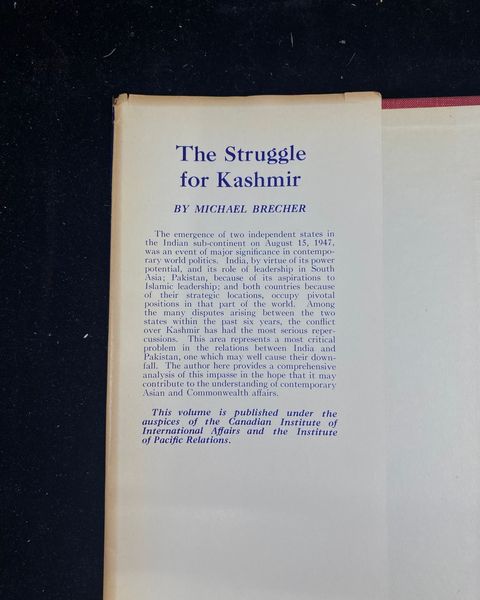 The Struggle
for Kashmir
BY MICHAEL BRECHER
The emergence of two independent states in
the Indian sub-continent on August 15, 1947,
was an event of major significance in contempo-
rary world politics. India, by virtue of its power
potential, and its role of leadership in South
Asia; Pakistan, because of its aspirations to
Islamic leadership; and both countries because
of their strategic locations, occupy pivotal
positions in that part of the world. Among
the many disputes arising between the two
states within the past six years, the conflict
over Kashmir has had the most serious reper-
cussions. This area represents a most critical
problem in the relations between India and
Pakistan, one which may well cause their down-
fall. The author here provides a comprehensive
analysis of this impasse in the hope that it may
contribute to the understanding of contemporary
Asian and Commonwealth affairs.
This volume is published under the
auspices of the Canadian Institute of
International Affairs and the Institute
of Pacific Relations.